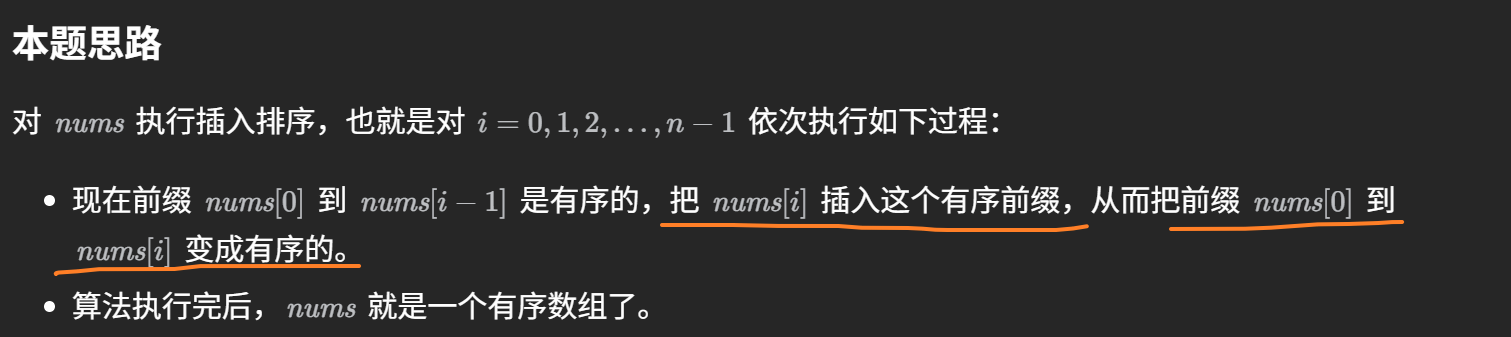 本题思路
对 nums 执行插入排序，也就是对 i = 0, 1, 2, …, n − 1 依次执行如下过程：
• 现在前缀 nums[0] 到 nums[i − 1] 是有序的，把 nums[i] 插入这个有序前缀，从而把前缀 nums[0] 到
nums[i] 变成有序的。
• 算法执行完后，nums 就是一个有序数组了。